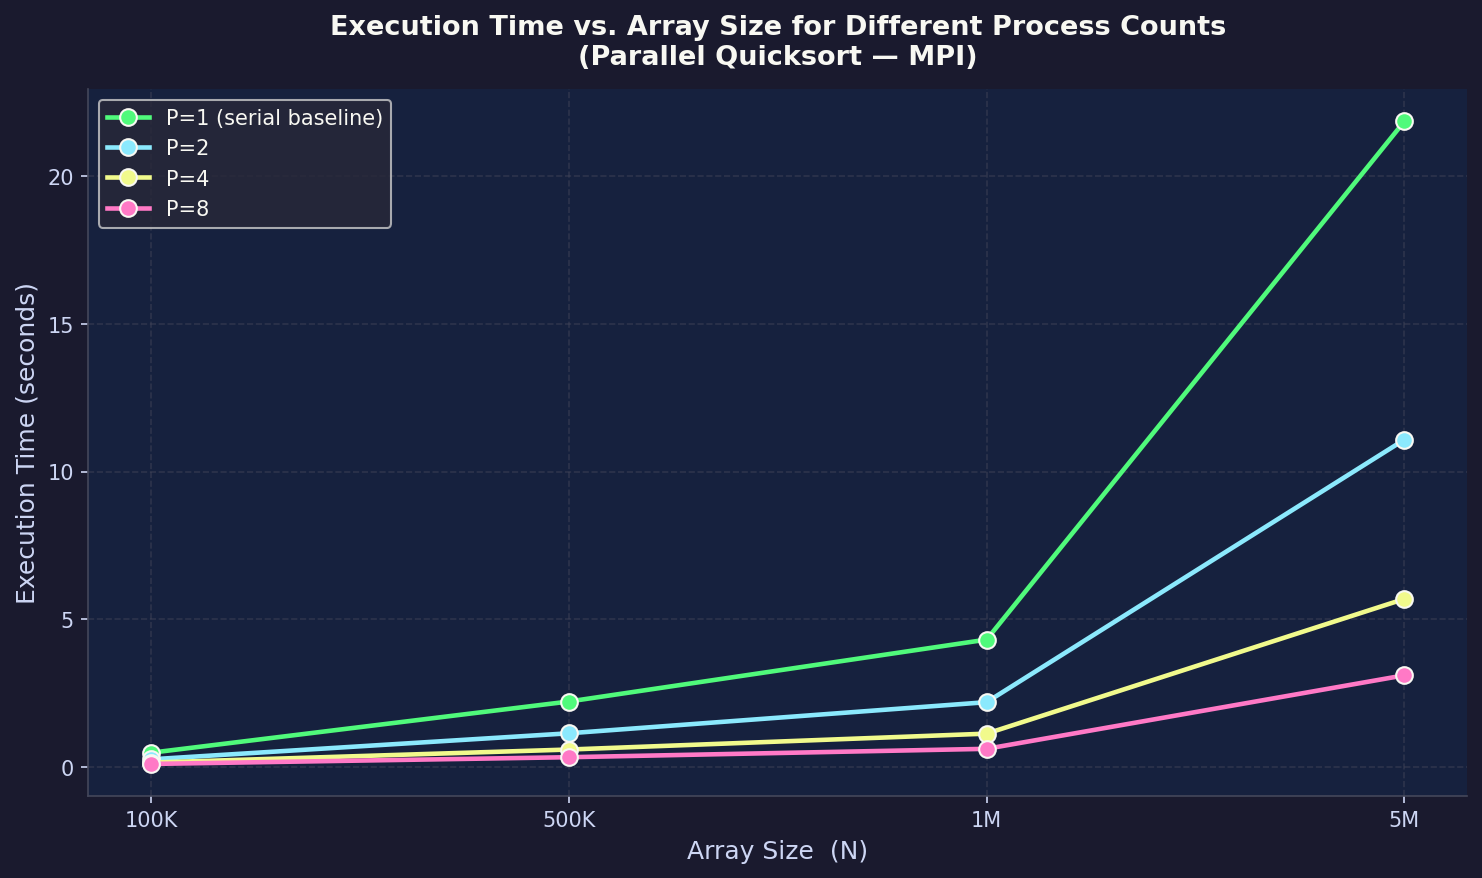 Execution Time vs. Array Size for Different Process Counts
(Parallel Quicksort — MPI)
P=1 (serial baseline)
P=2
P=4
P=8
Execution Time (seconds)
20
15
10
5
0
100K
500K
1M
5M
Array Size (N)